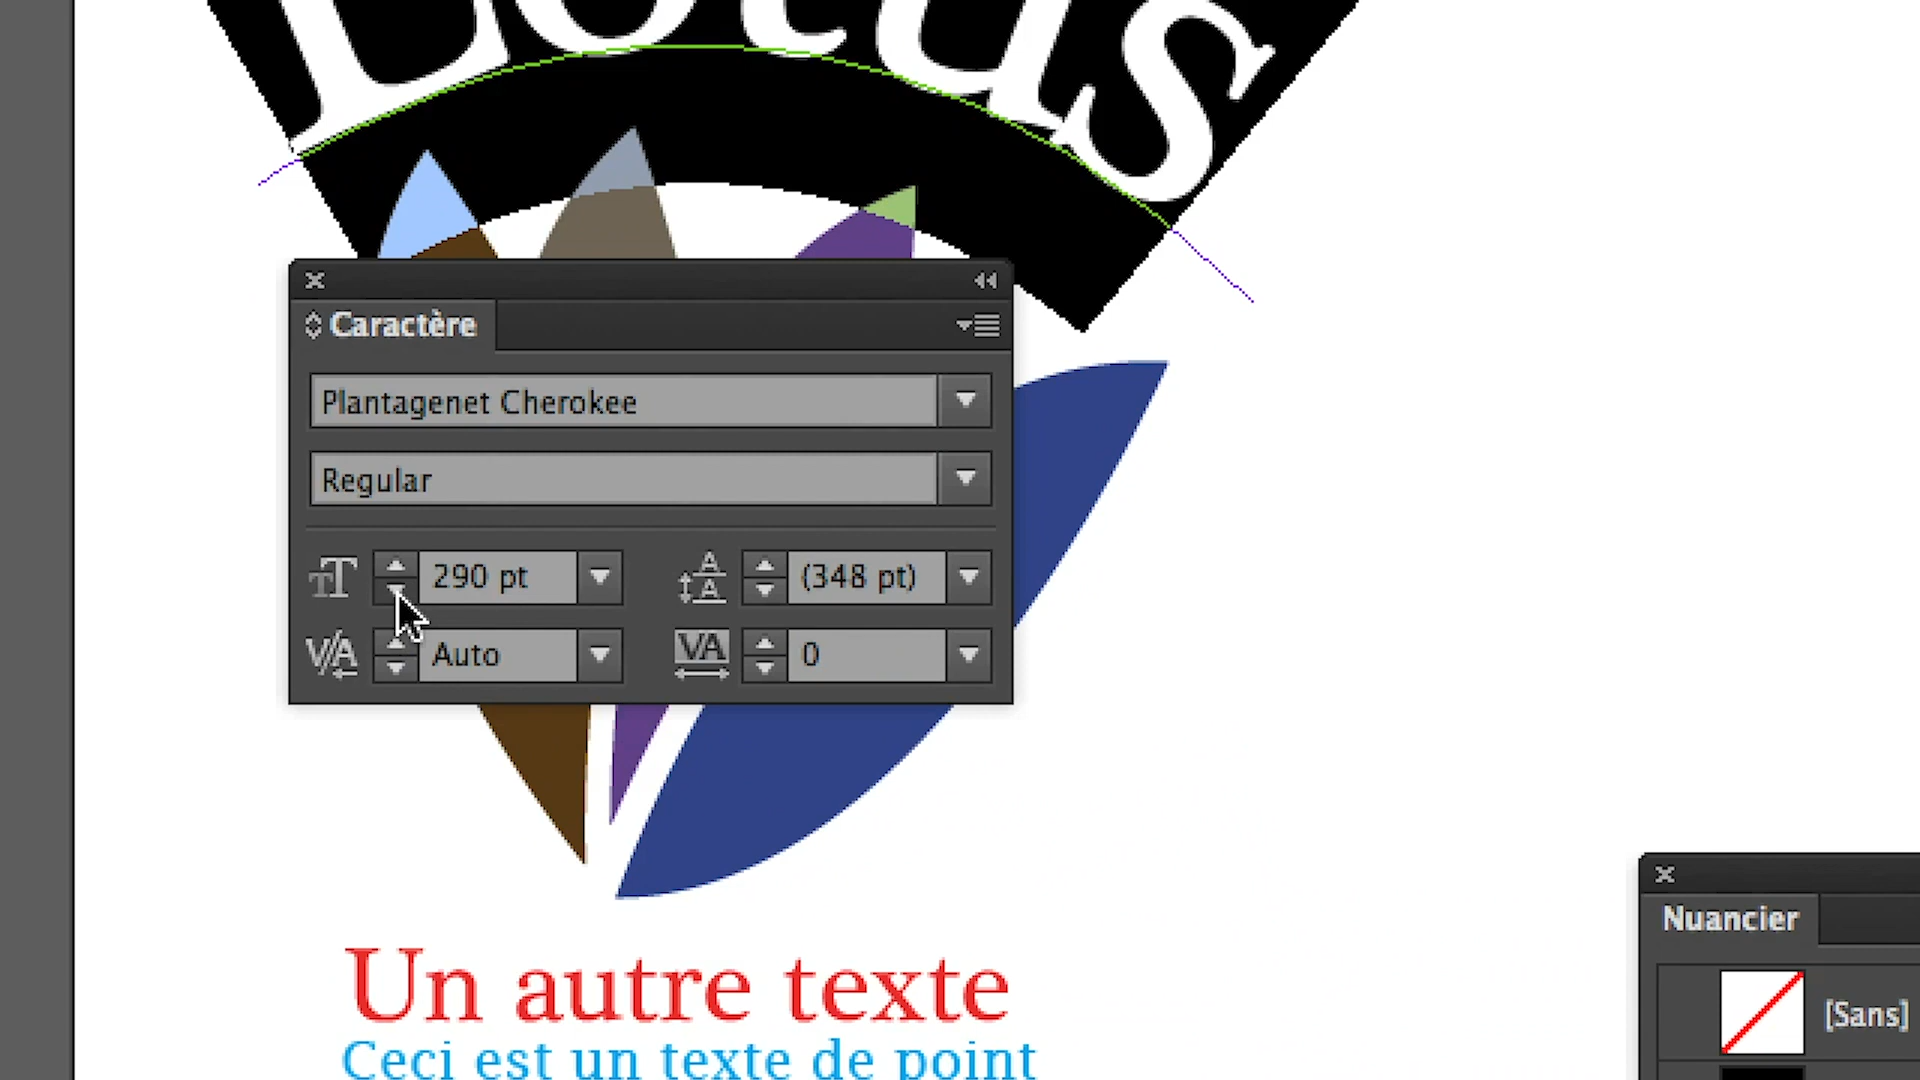 Lotus
Caractère
Plantagenet Cherokee
Regular
290 pt
(348 pt)
Auto
0
Un autre texte
Ceci est un texte de point
Nuancier
[Sans]